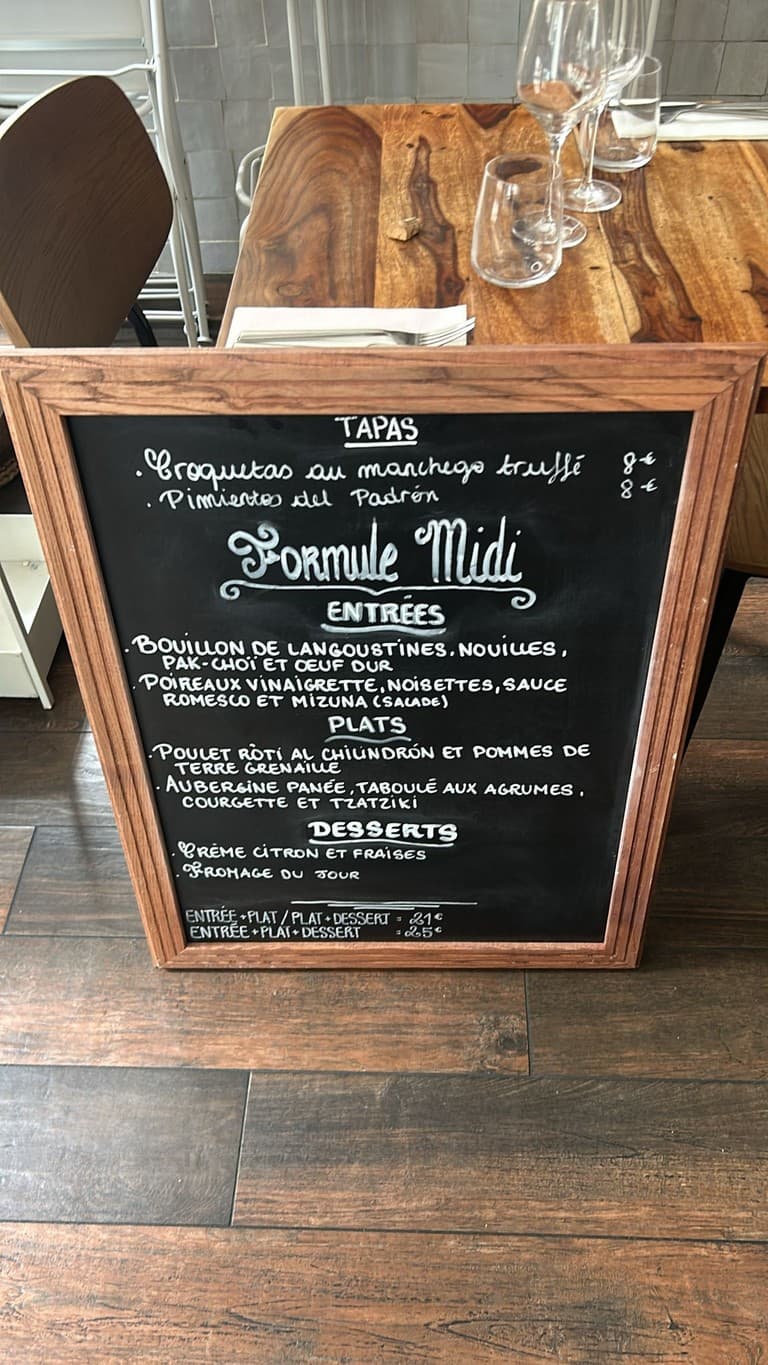 TAPAS
. Croquetas au manchego truffé 8€
. Pimientos del Padrón 8€
Formule Midi
ENTRÉES
. BOUILLON DE LANGOUSTINES, NOUILLES,
PAK-CHOÏ ET ŒUF DUR
. POIREAUX VINAIGRETTE, NOISETTES, SAUCE
ROMESCO ET MIZUNA (SALADE)
PLATS
. POULET RÔTI AL CHILINDRÓN ET POMMES DE
TERRE GRENAILLE
. AUBERGINE PANÉE, TABOULÉ AUX AGRUMES,
COURGETTE ET TZATZIKI
DESSERTS
. CRÈME CITRON ET FRAISES
. FROMAGE DU JOUR
ENTRÉE+PLAT / PLAT+DESSERT = 21€
ENTRÉE+PLAT+DESSERT = 25€